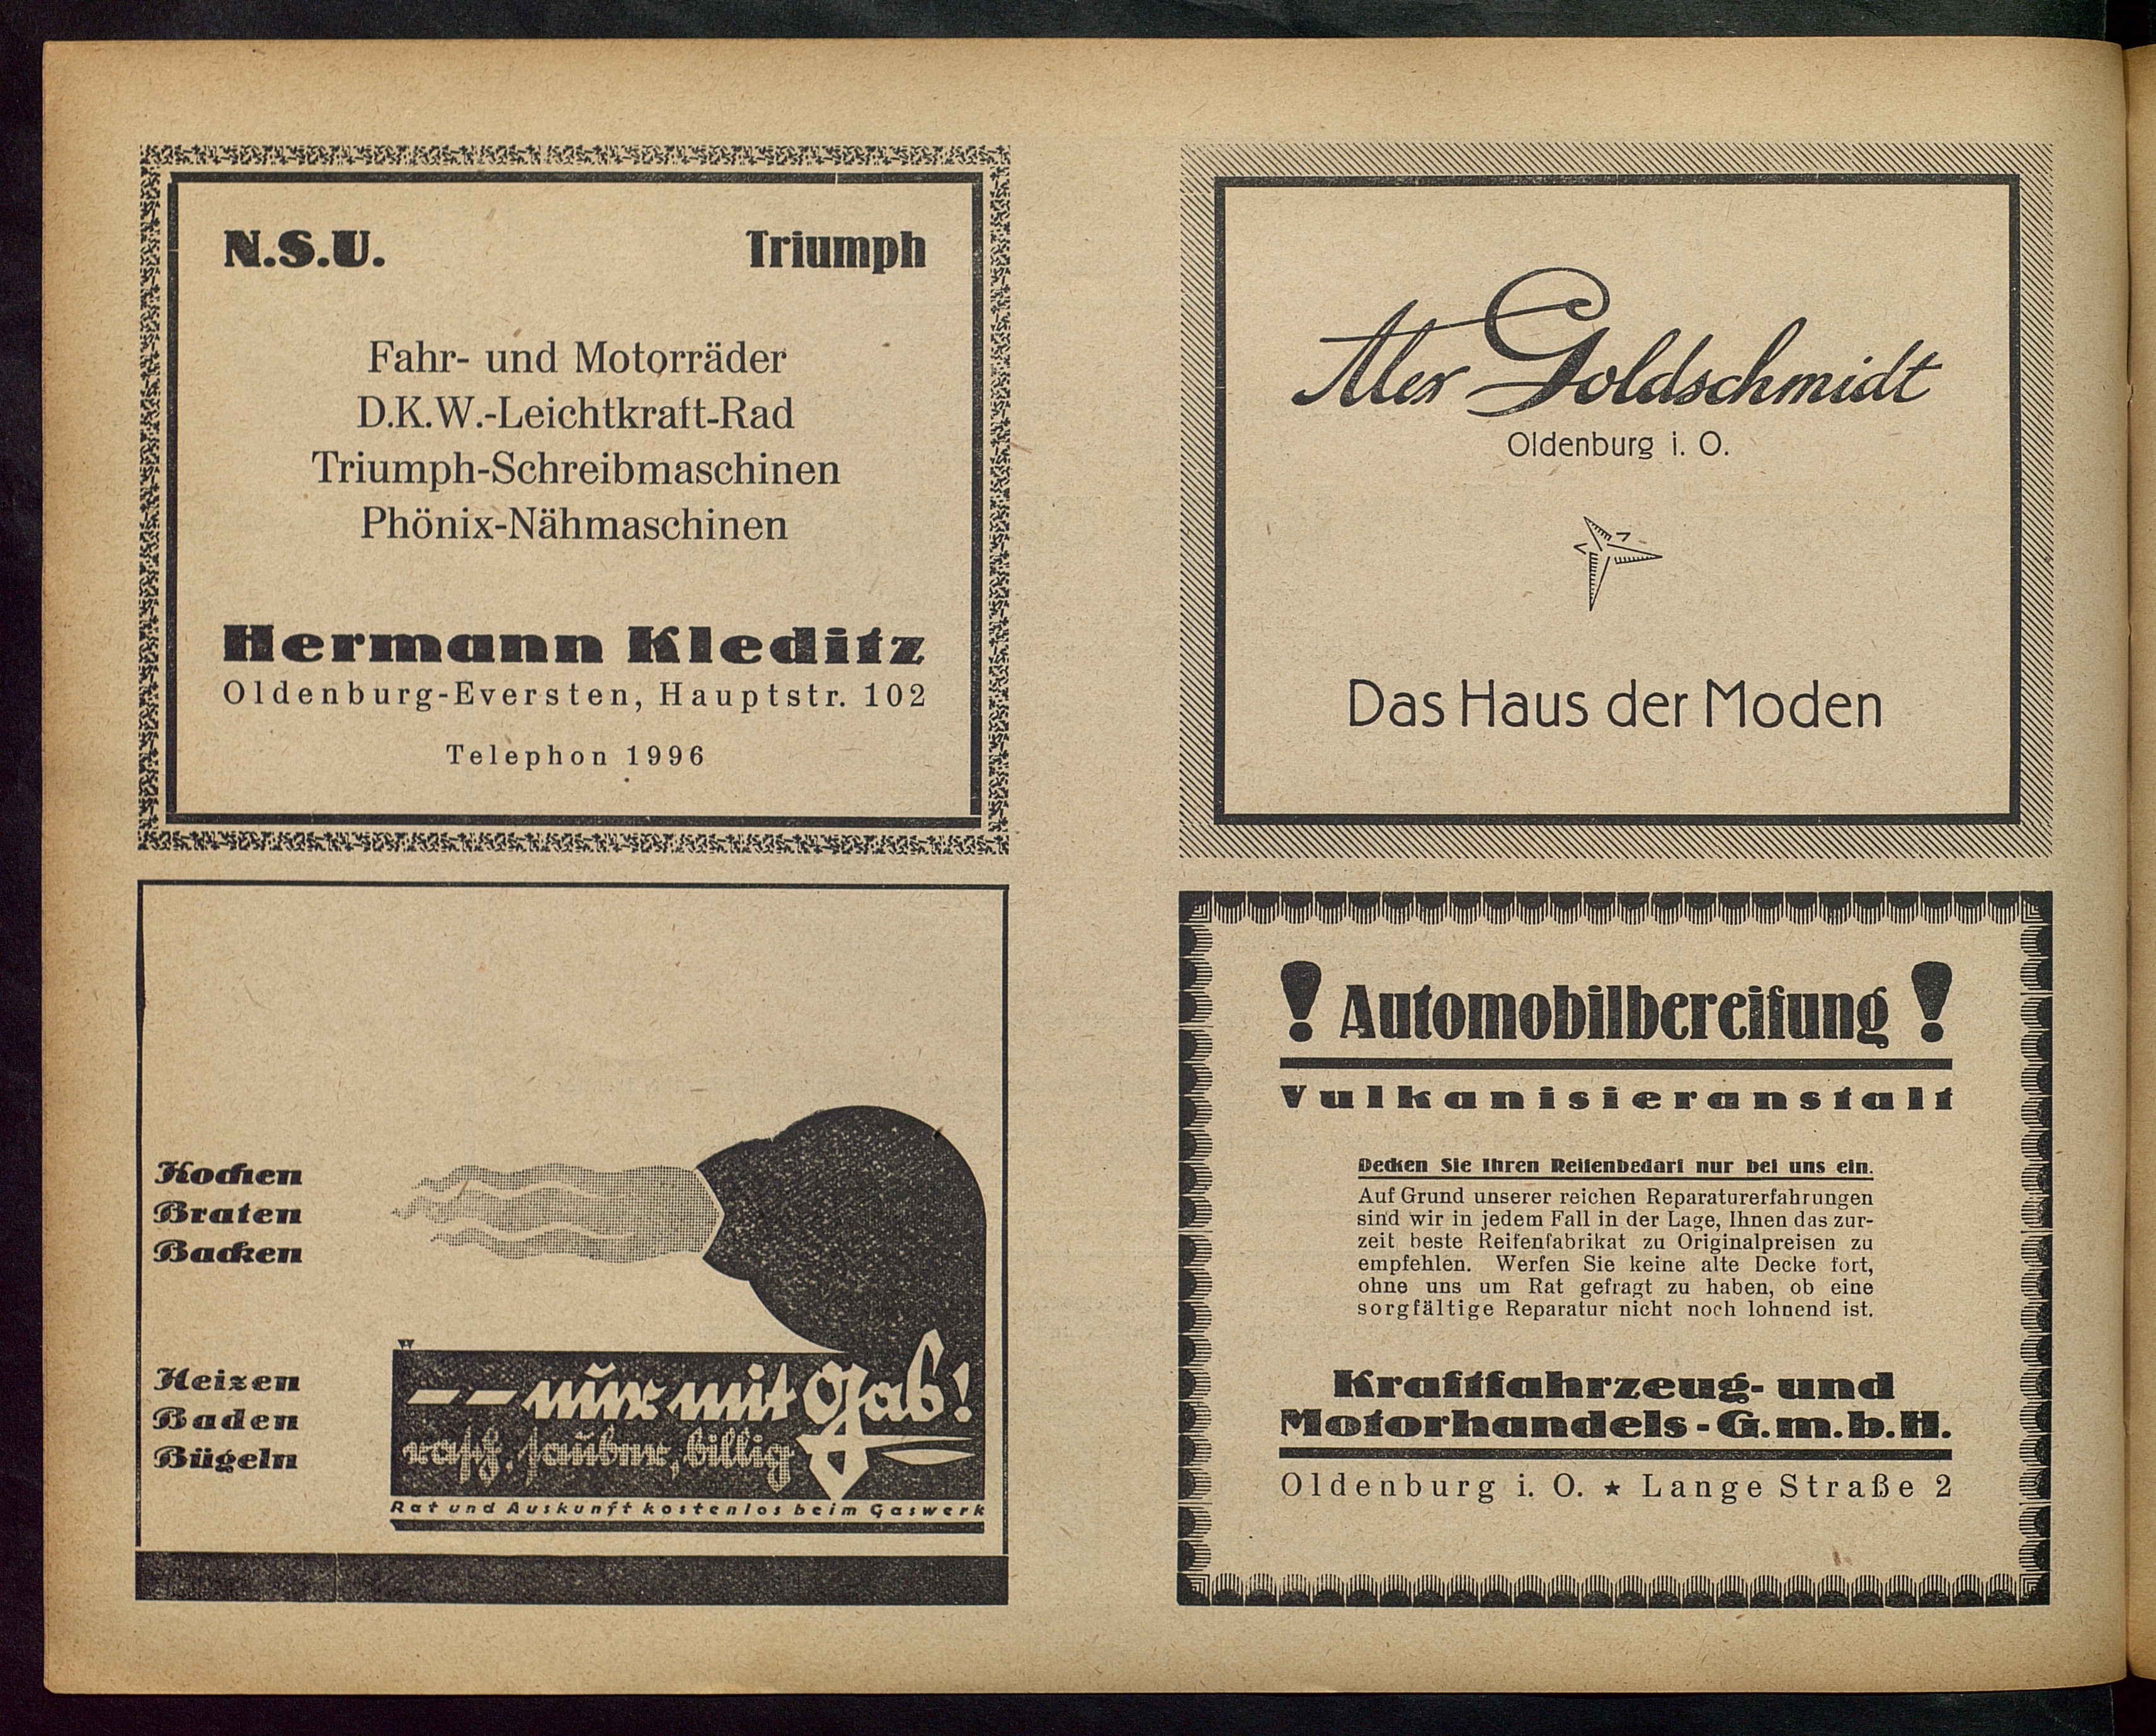 N.S.U. Triumph
Fahr- und Motorräder
D.K.W.-Leichtkraft-Rad
Triumph-Schreibmaschinen
Phönix-Nähmaschinen
Hermann Kleditz
Oldenburg-Eversten, Hauptstr. 102
Telephon 1996
Kochen
Braten
Backen
Heizen
Baden
Bügeln
— — nur mit Gas!
rasch, sauber, billig
Rat und Auskunft kostenlos beim Gaswerk
Alex Goldschmidt
Oldenburg i. O.
Das Haus der Moden
! Automobilbereifung !
Vulkanisieranstalt
Decken Sie Ihren Reifenbedarf nur bei uns ein.
Auf Grund unserer reichen Reparaturerfahrungen
sind wir in jedem Fall in der Lage, Ihnen das zur-
zeit beste Reifenfabrikat zu Originalpreisen zu
empfehlen. Werfen Sie keine alte Decke fort,
ohne uns um Rat gefragt zu haben, ob eine
sorgfältige Reparatur nicht noch lohnend ist.
Kraftfahrzeug- und
Motorhandels-G.m.b.H.
Oldenburg i. O. ★ Lange Straße 2